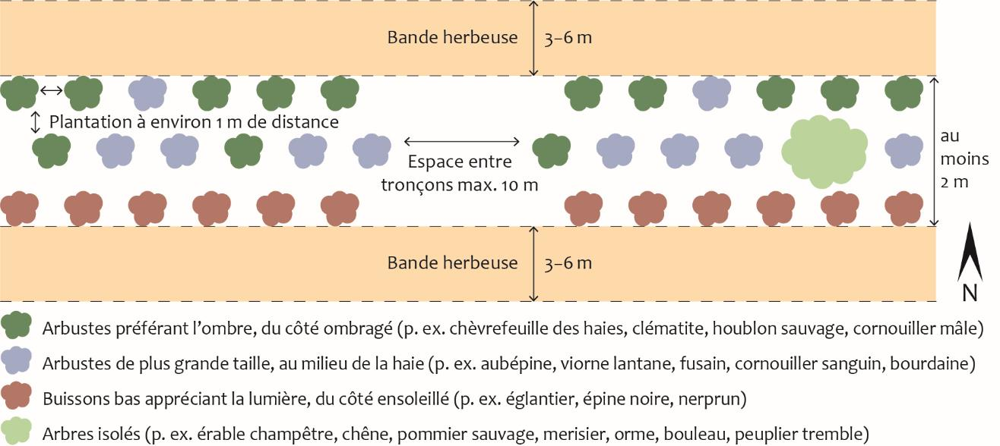 Bande herbeuse 3–6 m
Plantation à environ 1 m de distance
Espace entre
tronçons max. 10 m
au
moins
2 m
Bande herbeuse 3–6 m
N
Arbustes préférant l’ombre, du côté ombragé (p. ex. chèvrefeuille des haies, clématite, houblon sauvage, cornouiller mâle)
Arbustes de plus grande taille, au milieu de la haie (p. ex. aubépine, viorne lantane, fusain, cornouiller sanguin, bourdaine)
Buissons bas appréciant la lumière, du côté ensoleillé (p. ex. églantier, épine noire, nerprun)
Arbres isolés (p. ex. érable champêtre, chêne, pommier sauvage, merisier, orme, bouleau, peuplier tremble)